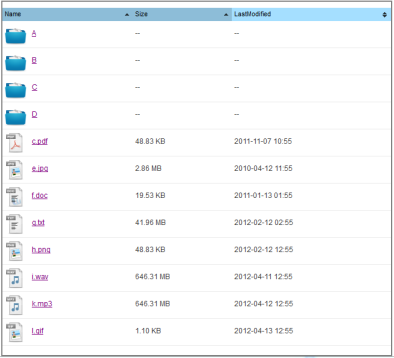 Name Size LastModified
A -- --
B -- --
C -- --
D -- --
c.pdf 48.83 KB 2011-11-07 10:55
e.jpg 2.86 MB 2010-04-12 11:55
f.doc 19.53 KB 2011-01-13 01:55
g.txt 41.96 MB 2012-02-12 02:55
h.png 48.83 KB 2012-02-12 12:55
i.wav 646.31 MB 2012-04-11 12:55
k.mp3 646.31 MB 2012-04-12 12:55
l.gif 1.10 KB 2012-04-13 12:55